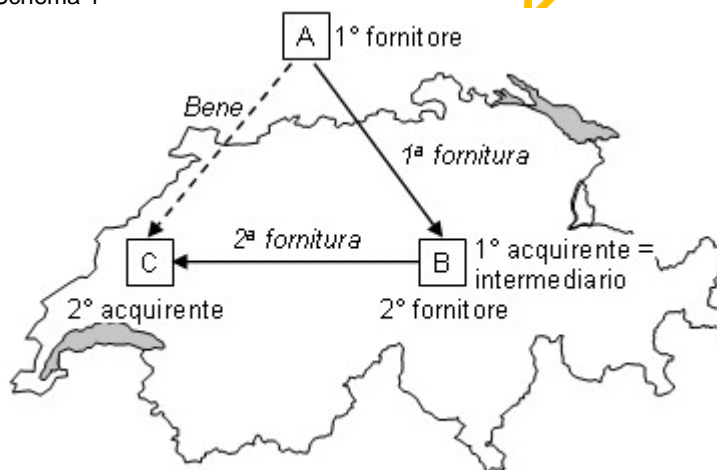 Schema 1
A 1° fornitore
Bene
1ª fornitura
2ª fornitura
C
B
1° acquirente =
intermediario
2° acquirente
2° fornitore